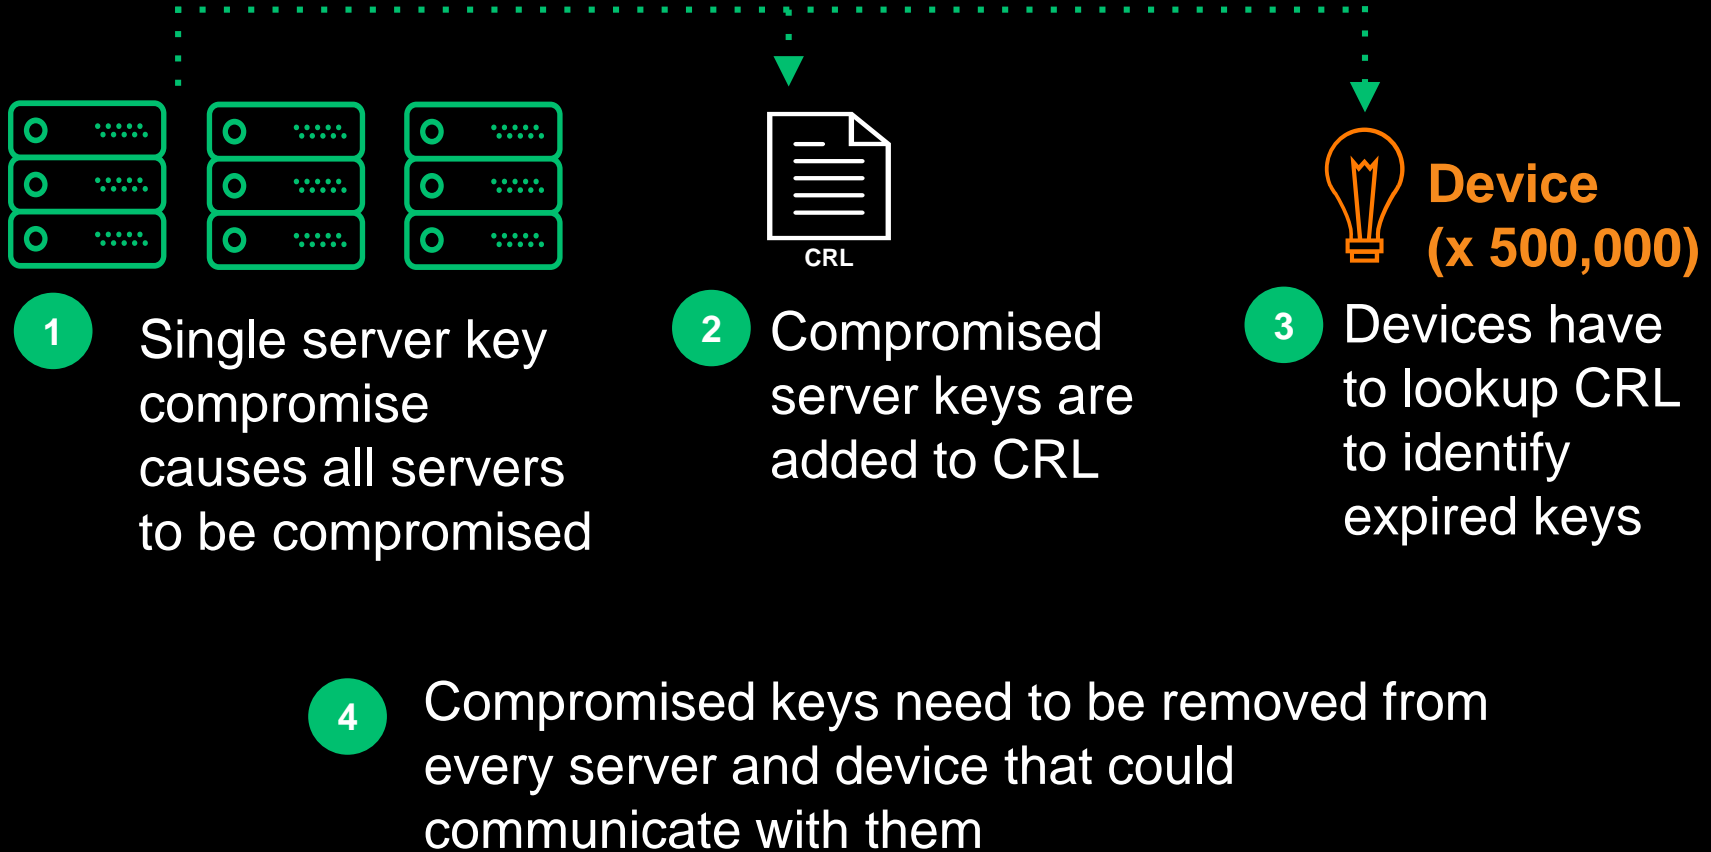 CRL
Device
(x 500,000)
1
Single server key
compromise
causes all servers
to be compromised
2
Compromised
server keys are
added to CRL
3
Devices have
to lookup CRL
to identify
expired keys
4
Compromised keys need to be removed from
every server and device that could
communicate with them